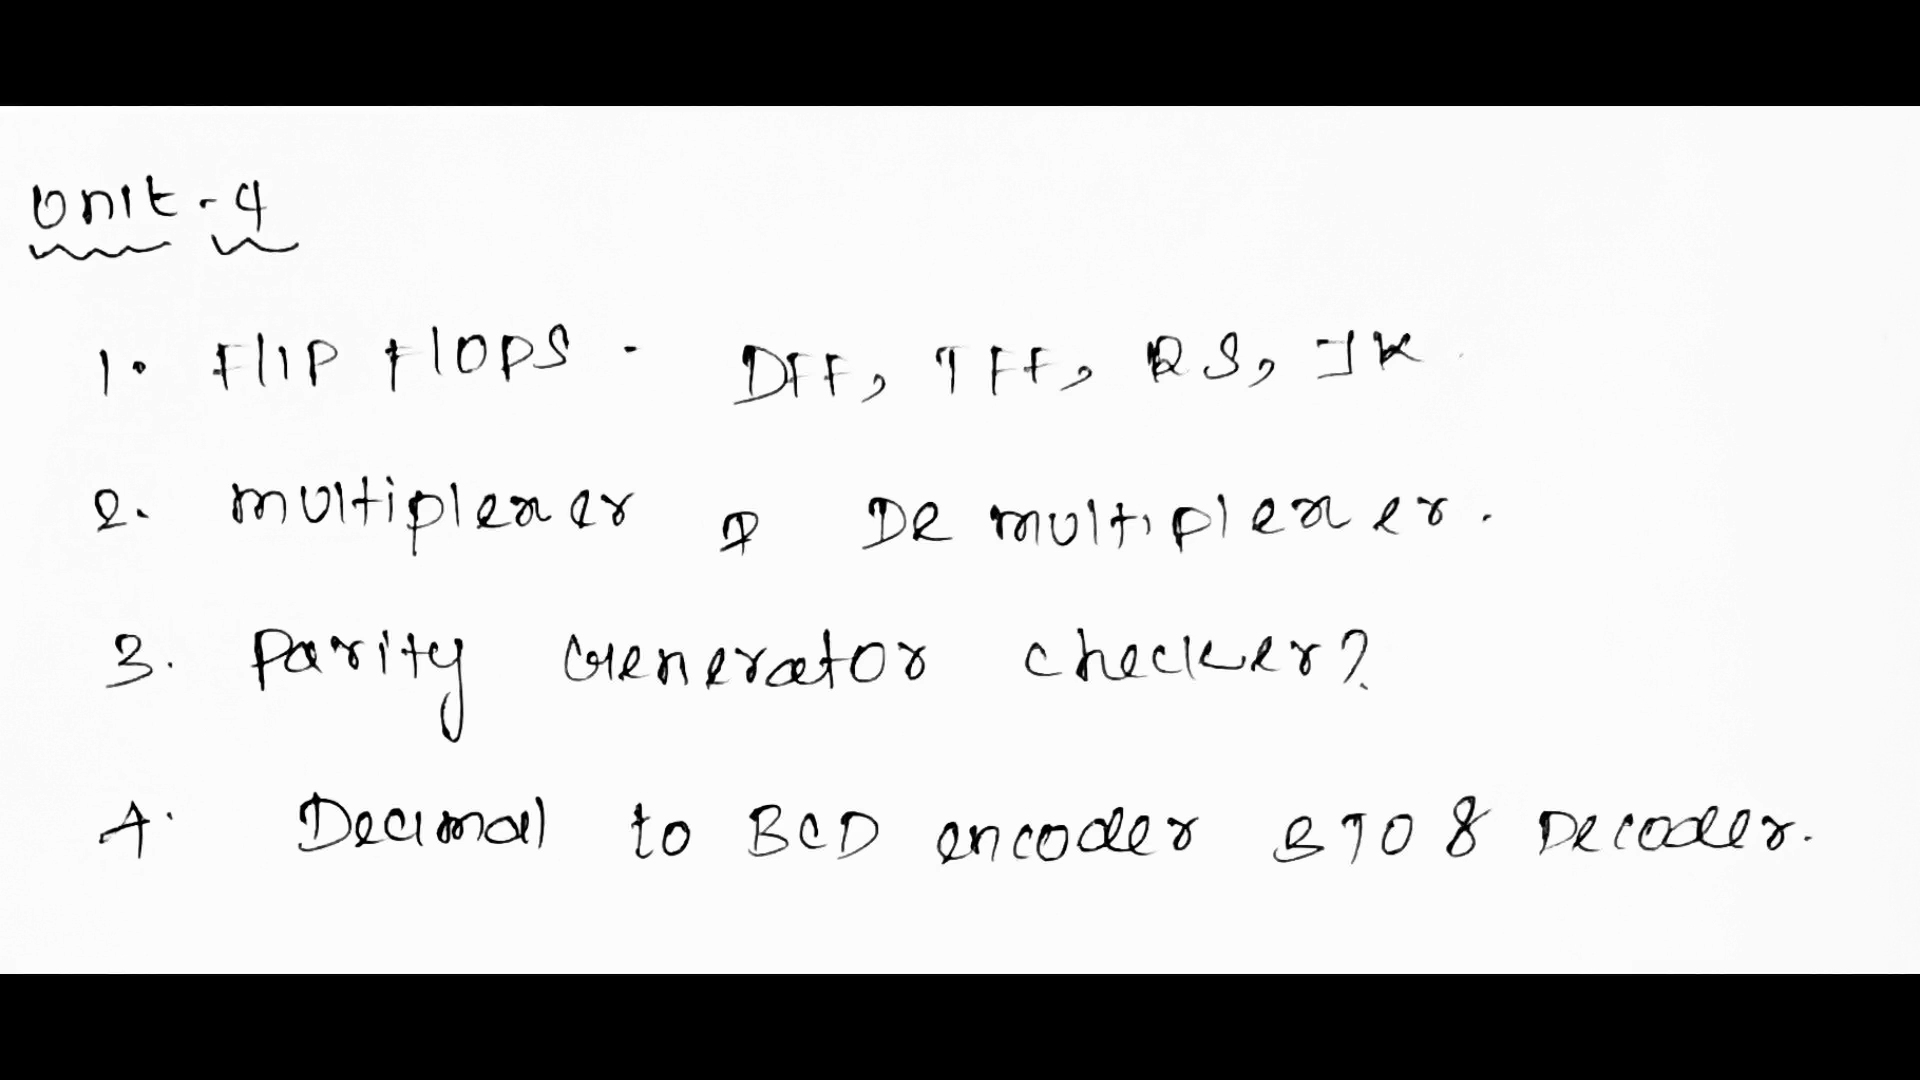 Unit - 4
1. Flip flops - DFF, TFF, RS, JK.
2. multiplexer & De multiplexer.
3. Parity Generator checker?
4. Decimal to BCD encoder 3 TO 8 Decoder.